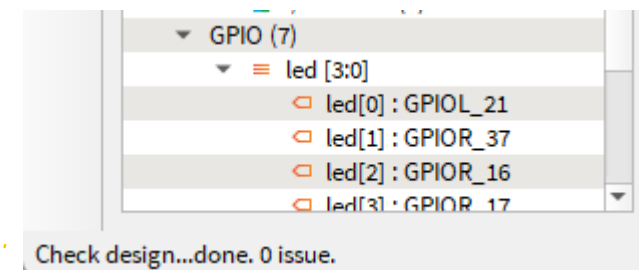 GPIO (7)
led [3:0]
led[0] : GPIOL_21
led[1] : GPIOR_37
led[2] : GPIOR_16
led[3] : GPIOR_17
Check design...done. 0 issue.